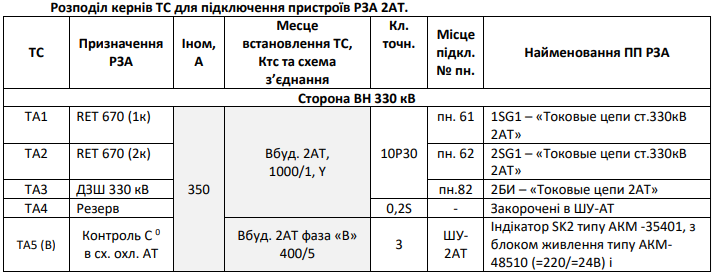 Розподіл кернів ТС для підключення пристроїв РЗА 2АТ.
ТС
Призначення
РЗА
Іном,
А
Месце
встановлення ТС,
Ктс та схема
з’єднання
Кл.
точн.
Місце
підкл.
№ пн.
Найменовання ПП РЗА
Сторона ВН 330 кВ
ТА1
RET 670 (1к)
350
Вбуд. 2АТ,
1000/1, Y
10Р30
пн. 61
1SG1 – «Токовые цепи ст.330кВ
2АТ»
ТА2
RET 670 (2к)
пн. 62
2SG1 – «Токовые цепи ст.330кВ
2АТ»
ТА3
ДЗШ 330 кВ
пн.82
2БИ – «Токовые цепи 2АТ»
ТА4
Резерв
0,2S
-
Закорочені в ШУ-АТ
ТА5 (В)
Контроль С ⁰
в сх. охл. АТ
Вбуд. 2АТ фаза «В»
400/5
3
ШУ-
2АТ
Індікатор SK2 типу АКМ -35401, з
блоком живлення типу АКМ-
48510 (=220/=24В) і